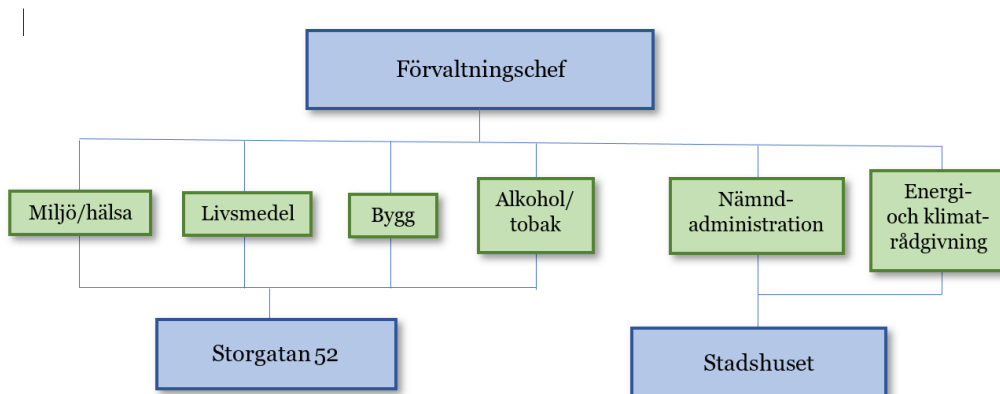 Förvaltningschef
Miljö/hälsa
Livsmedel
Bygg
Alkohol/
tobak
Nämnd-
administration
Energi-
och klimat-
rådgivning
Storgatan 52
Stadshuset